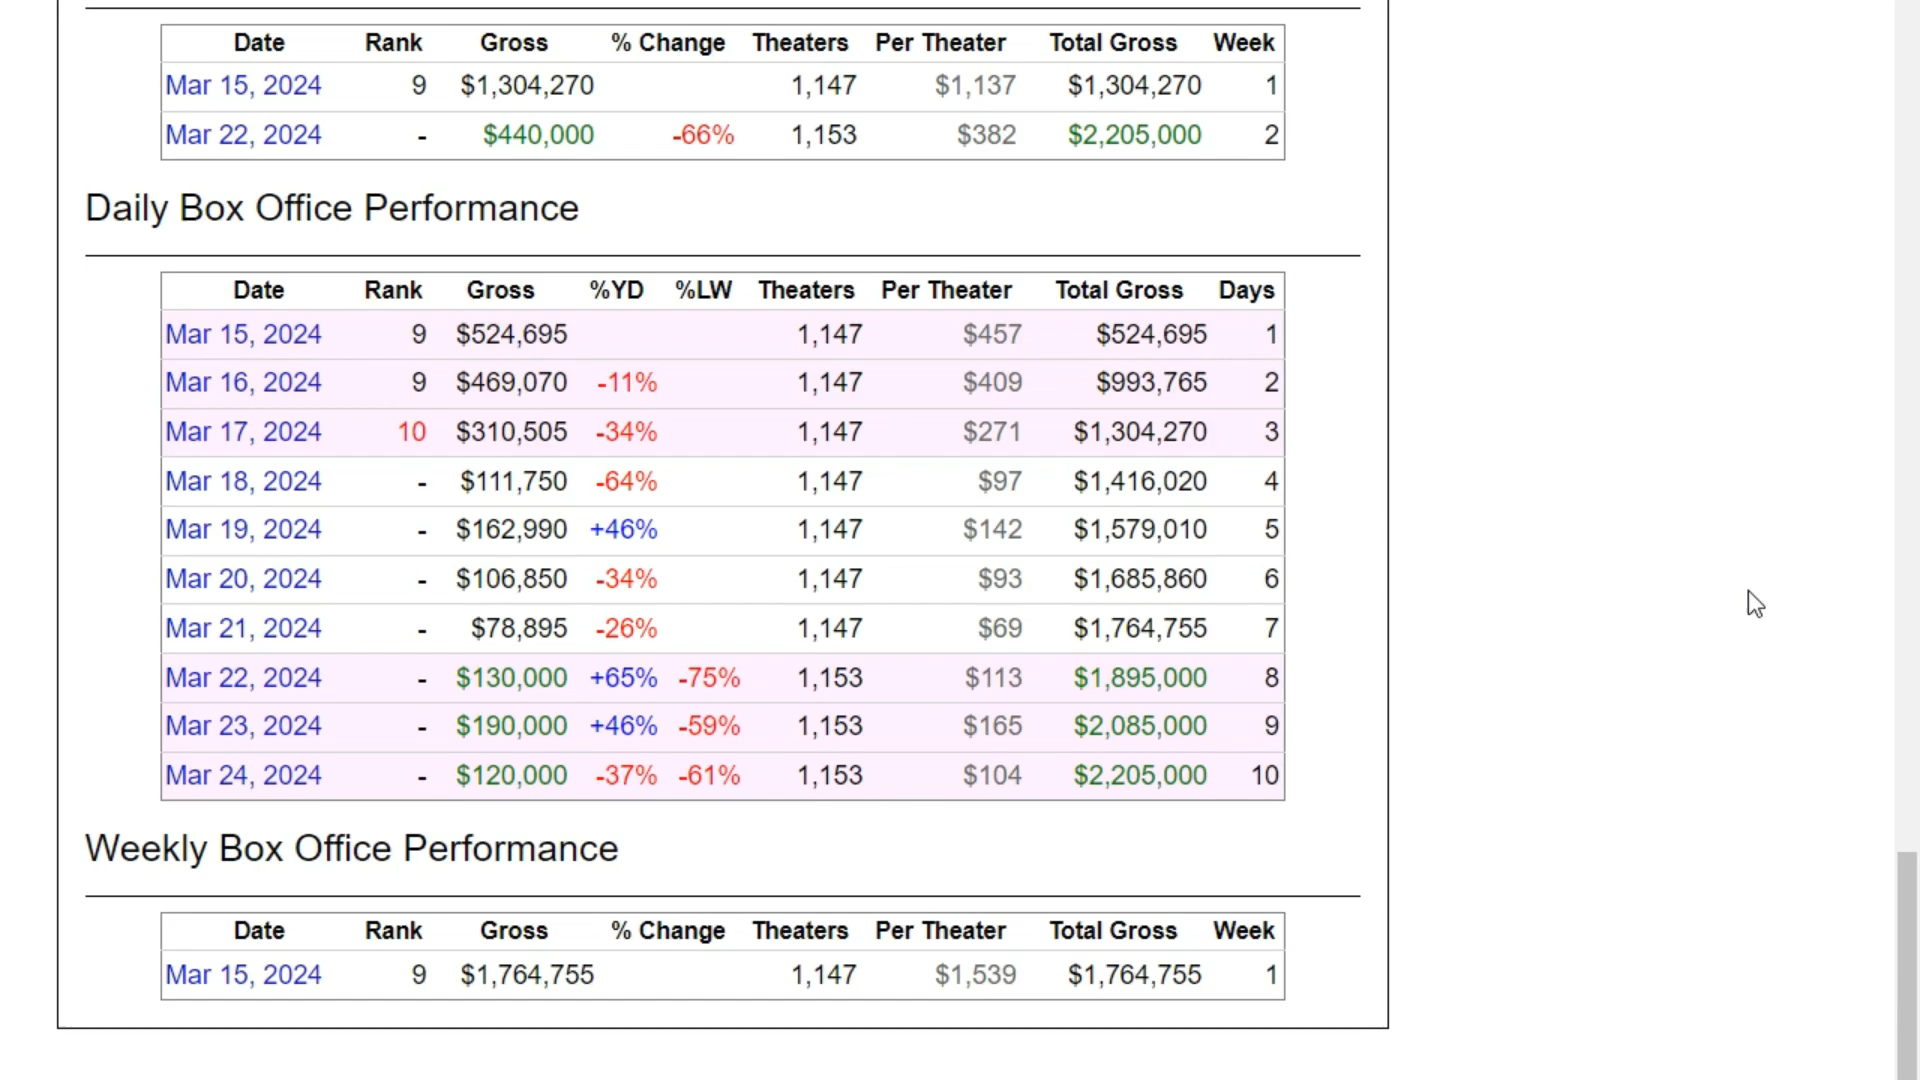 Date Rank Gross % Change Theaters Per Theater Total Gross Week
Mar 15, 2024 9 $1,304,270 1,147 $1,137 $1,304,270 1
Mar 22, 2024 - $440,000 -66% 1,153 $382 $2,205,000 2
Daily Box Office Performance
Date Rank Gross %YD %LW Theaters Per Theater Total Gross Days
Mar 15, 2024 9 $524,695 1,147 $457 $524,695 1
Mar 16, 2024 9 $469,070 -11% 1,147 $409 $993,765 2
Mar 17, 2024 10 $310,505 -34% 1,147 $271 $1,304,270 3
Mar 18, 2024 - $111,750 -64% 1,147 $97 $1,416,020 4
Mar 19, 2024 - $162,990 +46% 1,147 $142 $1,579,010 5
Mar 20, 2024 - $106,850 -34% 1,147 $93 $1,685,860 6
Mar 21, 2024 - $78,895 -26% 1,147 $69 $1,764,755 7
Mar 22, 2024 - $130,000 +65% -75% 1,153 $113 $1,895,000 8
Mar 23, 2024 - $190,000 +46% -59% 1,153 $165 $2,085,000 9
Mar 24, 2024 - $120,000 -37% -61% 1,153 $104 $2,205,000 10
Weekly Box Office Performance
Date Rank Gross % Change Theaters Per Theater Total Gross Week
Mar 15, 2024 9 $1,764,755 1,147 $1,539 $1,764,755 1